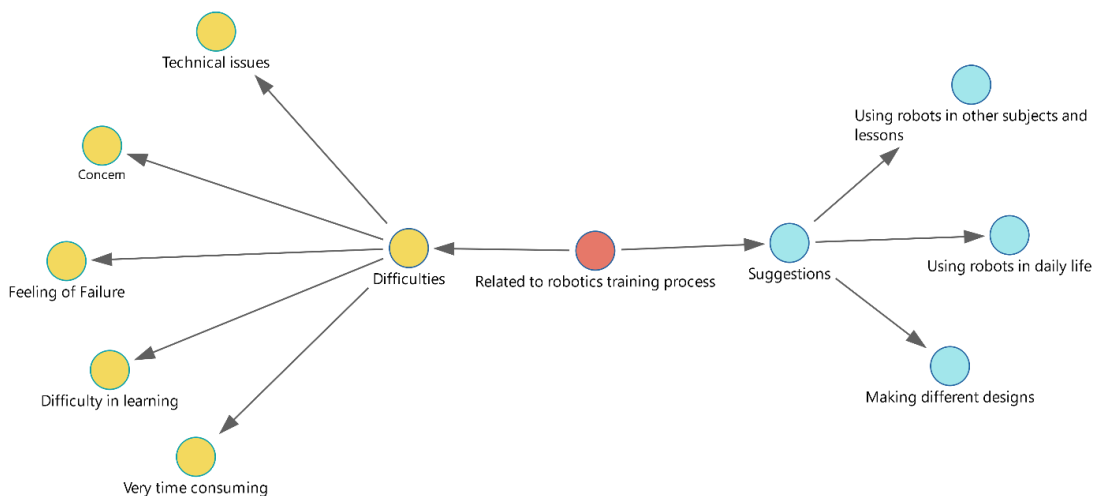 Technical issues
Using robots in other subjects and
lessons
Concern
Difficulties
Related to robotics training process
Suggestions
Using robots in daily life
Feeling of Failure
Difficulty in learning
Making different designs
Very time consuming